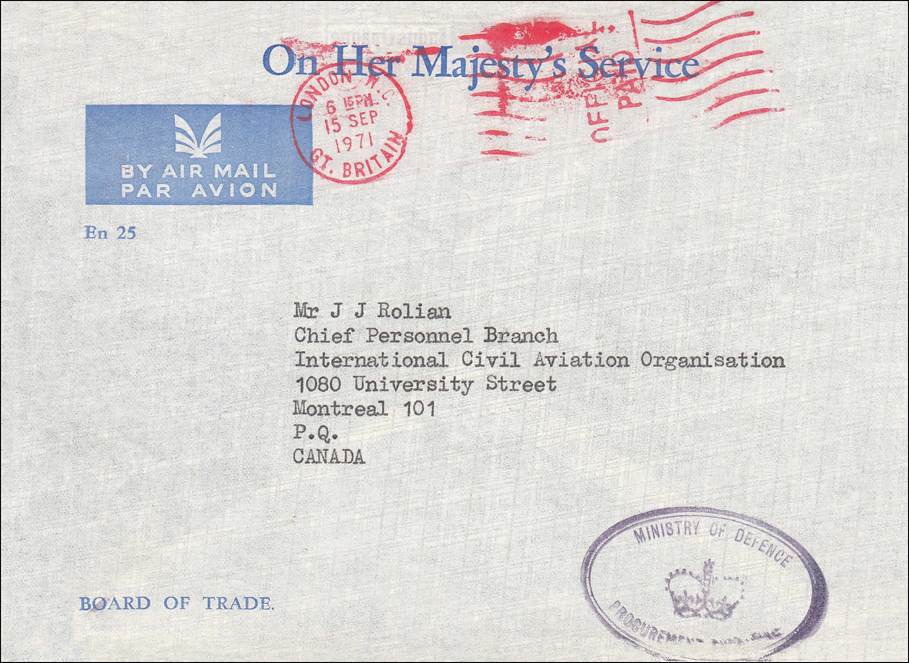 On Her Majesty's Service
OFFICIAL
PAID
LONDON W.C.
6 15PM
15 SEP
1971
GT. BRITAIN
BY AIR MAIL
PAR AVION
En 25
Mr J J Rolian
Chief Personnel Branch
International Civil Aviation Organisation
1080 University Street
Montreal 101
P.Q.
CANADA
MINISTRY OF DEFENCE
PROCUREMENT
BOARD OF TRADE.